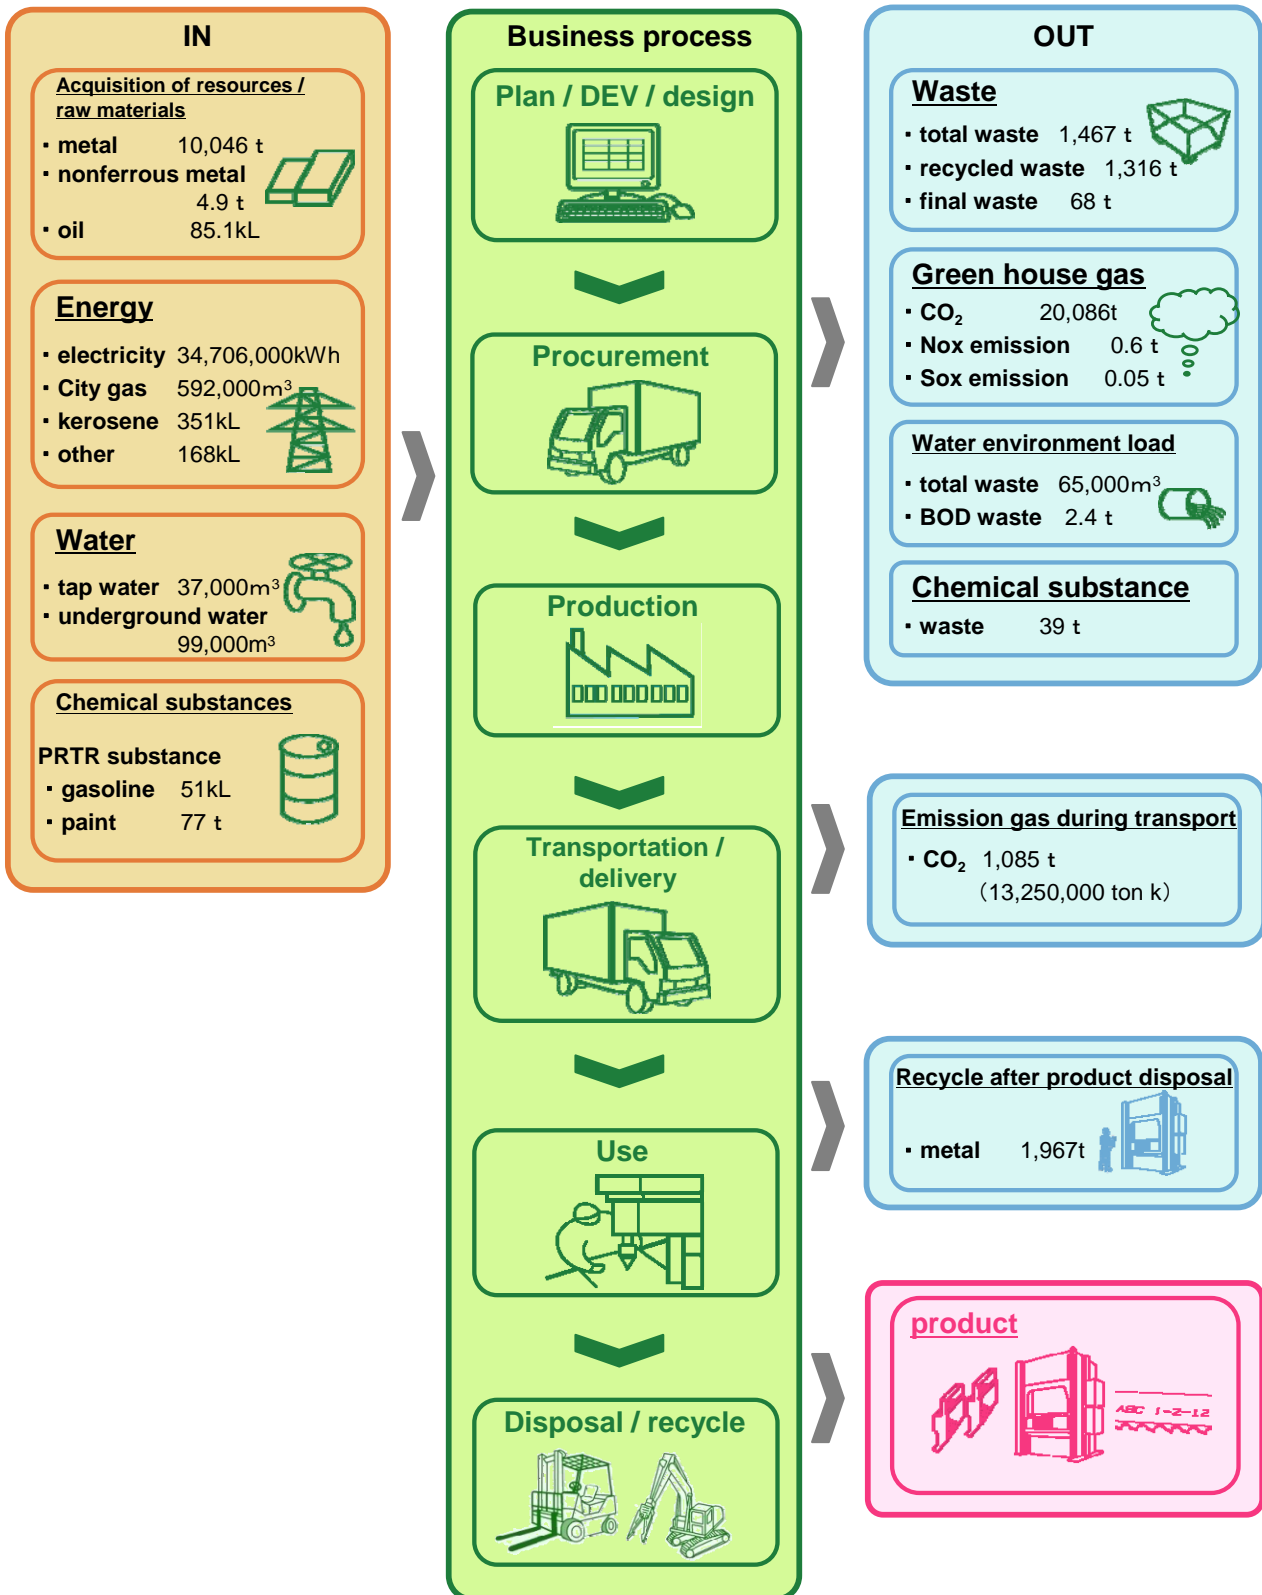 IN
Acquisition of resources /
raw materials
・metal 10,046 t
・nonferrous metal
4.9 t
・oil 85.1kL
Energy
・electricity 34,706,000kWh
・City gas 592,000m³
・kerosene 351kL
・other 168kL
Water
・tap water 37,000m³
・underground water
99,000m³
Chemical substances
PRTR substance
・gasoline 51kL
・paint 77 t
Business process
Plan / DEV / design
Procurement
Production
Transportation /
delivery
Use
Disposal / recycle
OUT
Waste
・total waste 1,467 t
・recycled waste 1,316 t
・final waste 68 t
Green house gas
・CO₂ 20,086t
・Nox emission 0.6 t
・Sox emission 0.05 t
Water environment load
・total waste 65,000m³
・BOD waste 2.4 t
Chemical substance
・waste 39 t
Emission gas during transport
・CO₂ 1,085 t
（13,250,000 ton k）
Recycle after product disposal
・metal 1,967t
product
ABC 1-2-12